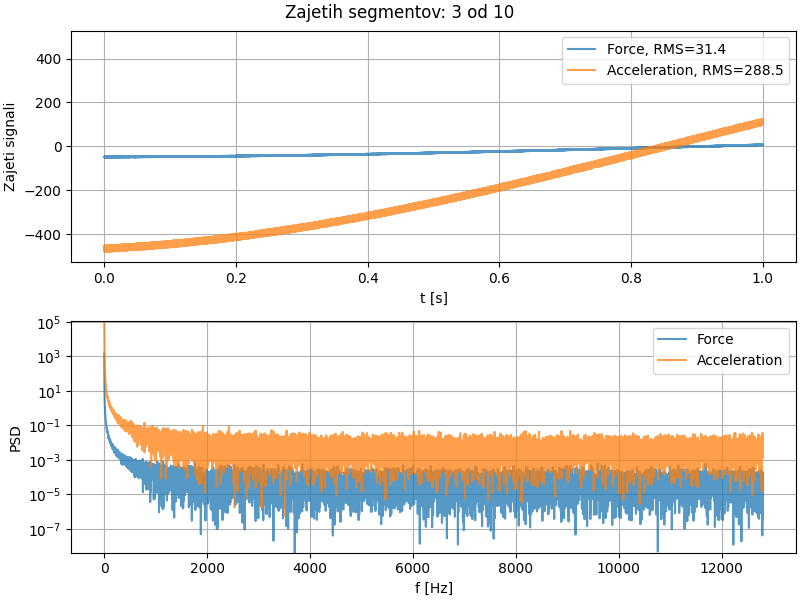 Zajetih segmentov: 3 od 10
Zajeti signali
400
200
0
−200
−400
Force, RMS=31.4
Acceleration, RMS=288.5
0.0 0.2 0.4 0.6 0.8 1.0
t [s]
PSD
10^5
10^3
10^1
10^−1
10^−3
10^−5
10^−7
Force
Acceleration
0 2000 4000 6000 8000 10000 12000
f [Hz]